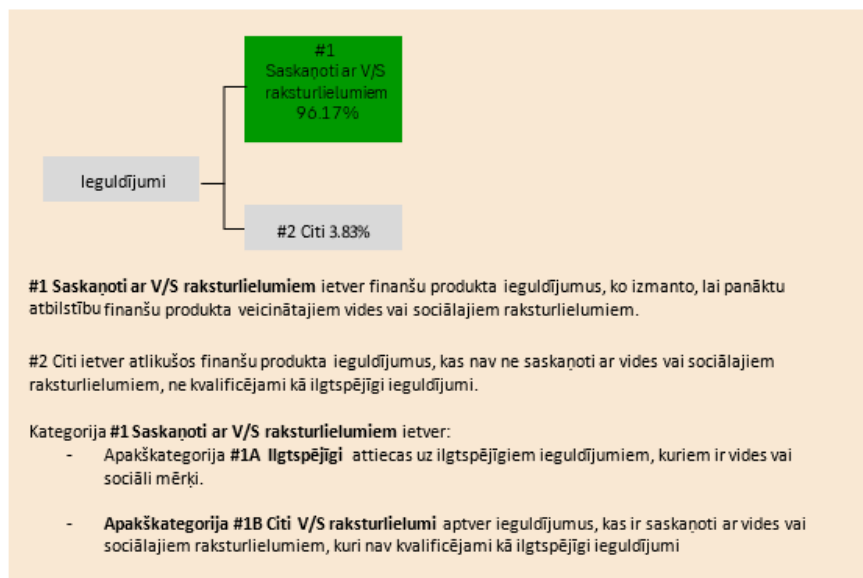 #1
Saskaņoti ar V/S
raksturlielumiem
96.17%
Ieguldījumi
#2 Citi 3.83%
#1 Saskaņoti ar V/S raksturlielumiem ietver finanšu produkta ieguldījumus, ko izmanto, lai panāktu
atbilstību finanšu produkta veicinātajiem vides vai sociālajiem raksturlielumiem.
#2 Citi ietver atlikušos finanšu produkta ieguldījumus, kas nav ne saskaņoti ar vides vai sociālajiem
raksturlielumiem, ne kvalificējami kā ilgtspējīgi ieguldījumi.
Kategorija #1 Saskaņoti ar V/S raksturlielumiem ietver:
- Apakškategorija #1A Ilgtspējīgi attiecas uz ilgtspējīgiem ieguldījumiem, kuriem ir vides vai
sociāli mērķi.
- Apakškategorija #1B Citi V/S raksturlielumi aptver ieguldījumus, kas ir saskaņoti ar vides vai
sociālajiem raksturlielumiem, kuri nav kvalificējami kā ilgtspējīgi ieguldījumi